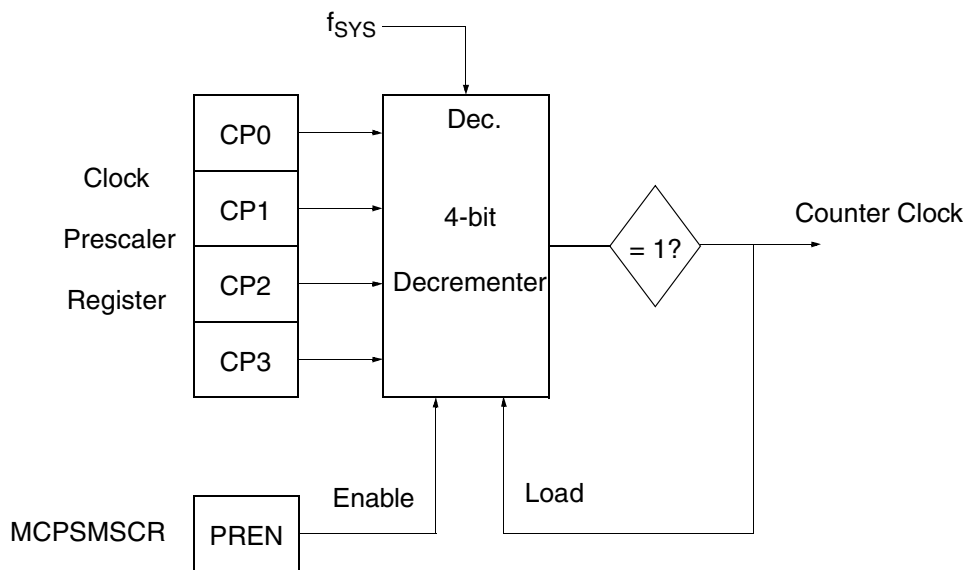 fSYS
CP0
CP1
CP2
CP3
Clock
Prescaler
Register
Dec.
4-bit
Decrementer
= 1?
Counter Clock
Enable
Load
MCPSMSCR
PREN